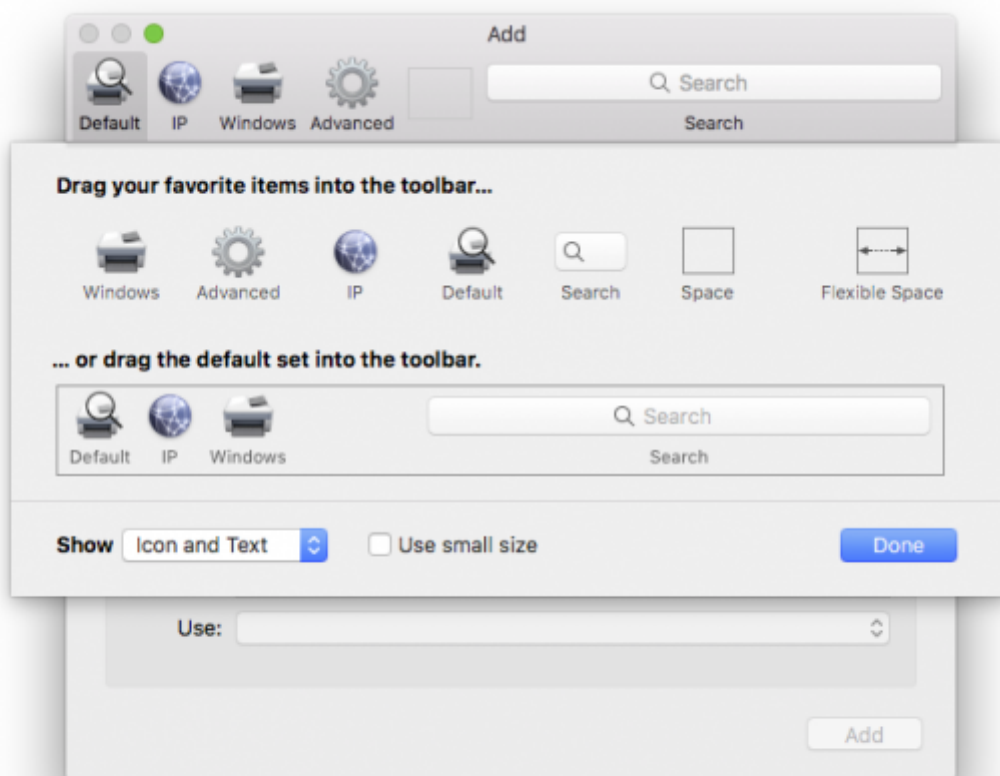 Add
Search
Default IP Windows Advanced Search
Drag your favorite items into the toolbar...
Windows Advanced IP Default Search Space Flexible Space
... or drag the default set into the toolbar.
Search
Default IP Windows Search
Show Icon and Text Use small size Done
Use:
Add